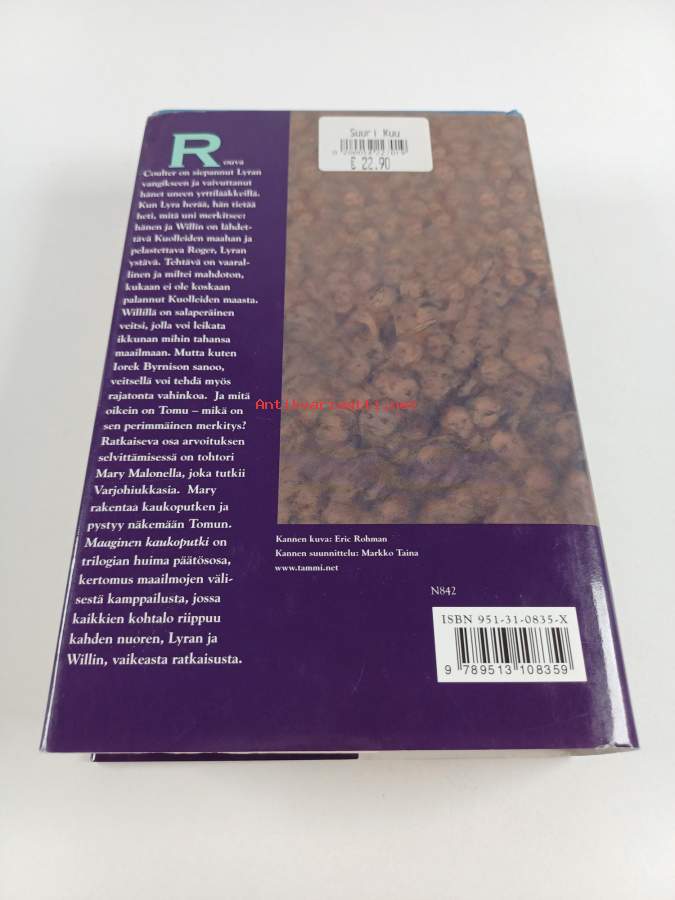 Suuri Kuu
€ 22.90
Rouva
Coulter on siepannut Lyran
vangikseen ja vaivuttanut
hänet uneen yrttilääkkeillä.
Kun Lyra herää, hän tietää
heti, mitä uni merkitsee:
hänen ja Willin on lähdet-
tävä Kuolleiden maahan ja
pelastettava Roger, Lyran
ystävä. Tehtävä on vaaral-
linen ja miltei mahdoton,
kukaan ei ole koskaan
palannut Kuolleiden maasta.
Willillä on salaperäinen
veitsi, jolla voi leikata
ikkunan mihin tahansa
maailmaan. Mutta kuten
Iorek Byrnison sanoo,
veitsellä voi tehdä myös
rajatonta vahinkoa. Ja mitä
oikein on Tomu – mikä on
sen perimmäinen merkitys?
Ratkaiseva osa arvoituksen
selvittämisessä on tohtori
Mary Malonella, joka tutkii
Varjohiukkasia. Mary
rakentaa kaukoputken ja
pystyy näkemään Tomun.
Maaginen kaukoputki on
trilogian huima päätösosa,
kertomus maailmojen väli-
sestä kamppailusta, jossa
kaikkien kohtalo riippuu
kahden nuoren, Lyran ja
Willin, vaikeasta ratkaisusta.
Antikvariaatti.net
Kannen kuva: Eric Rohman
Kannen suunnittelu: Markko Taina
www.tammi.net
N842
ISBN 951-31-0835-X
9 789513 108359